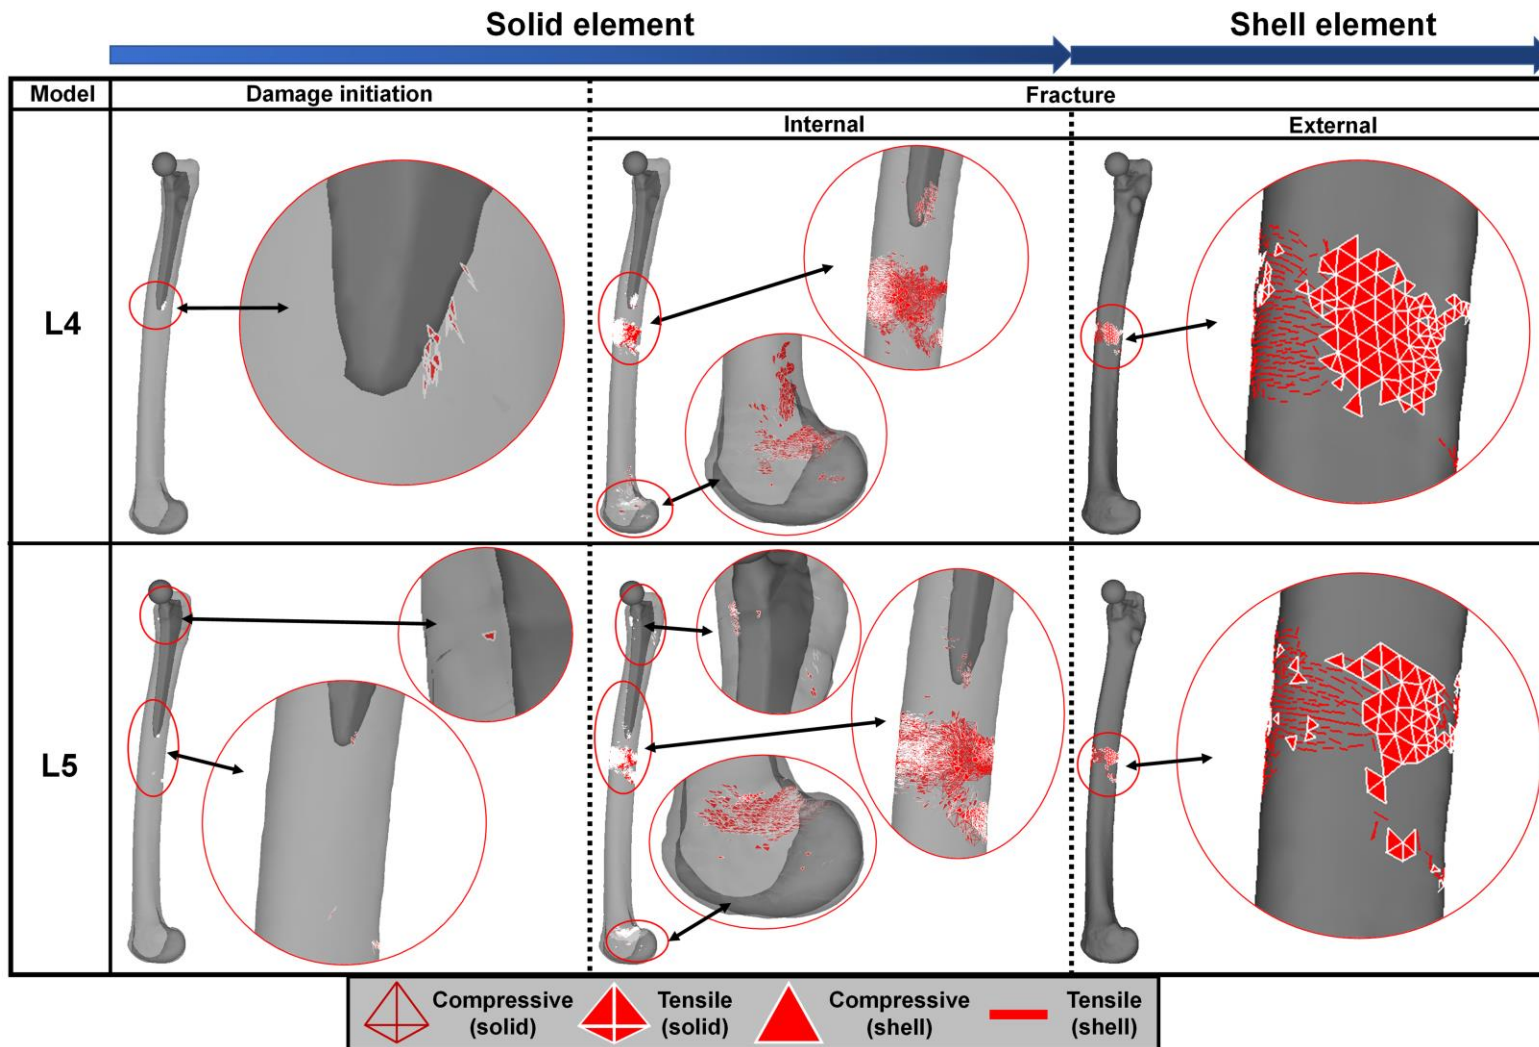 Solid element
Shell element
Model
Damage initiation
Fracture
Internal
External
L4
L5
Compressive
(solid)
Tensile
(solid)
Compressive
(shell)
Tensile
(shell)